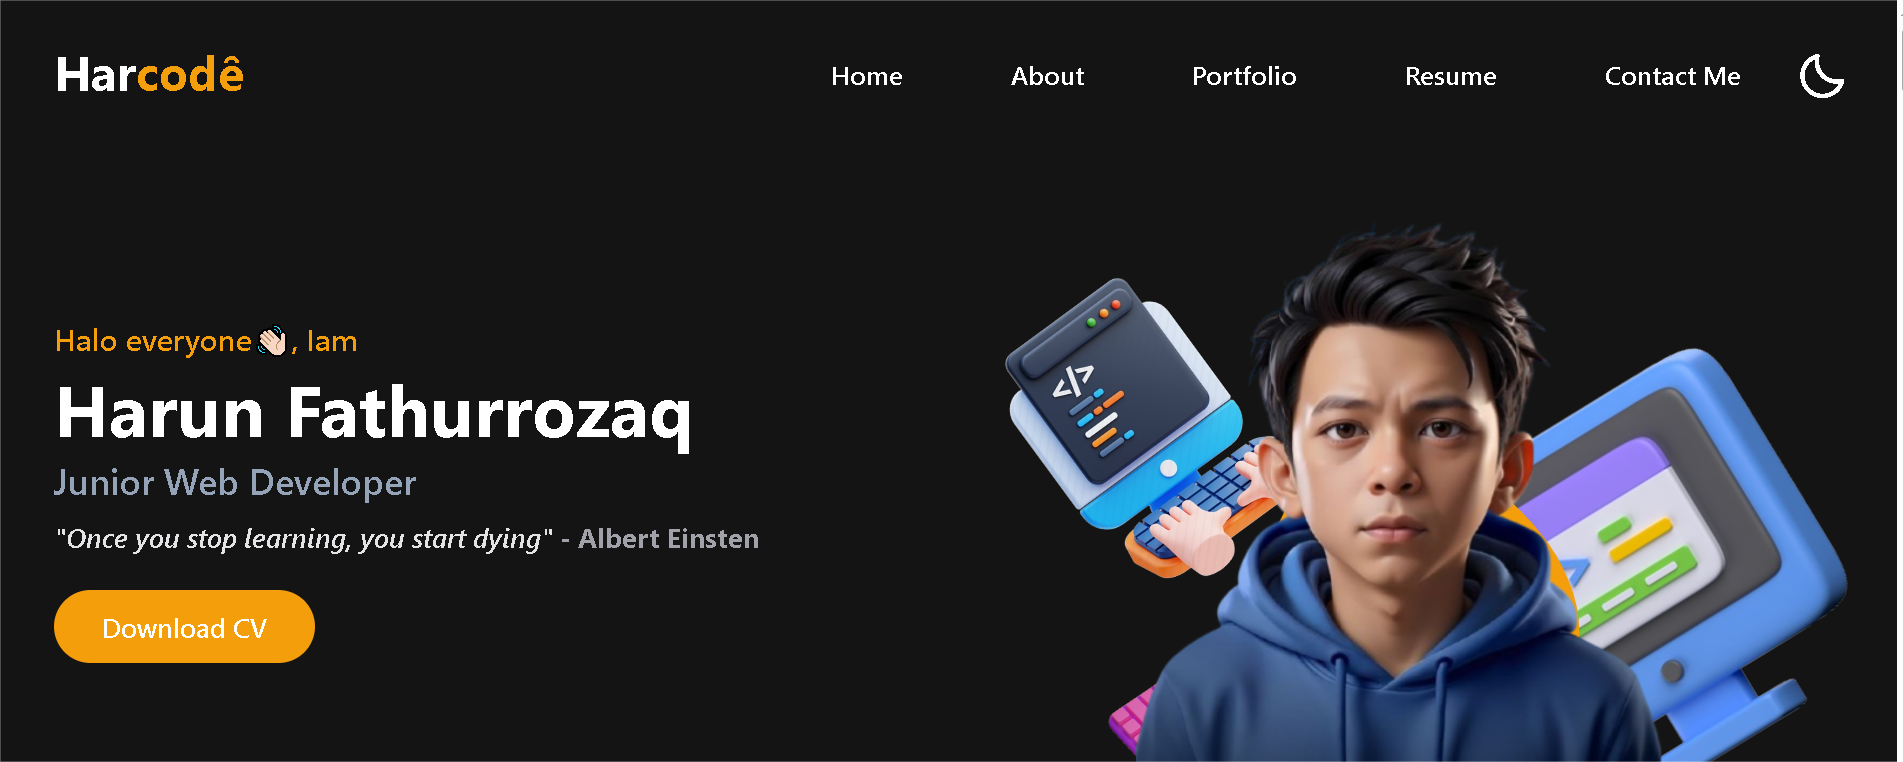 Harcodê
Home About Portfolio Resume Contact Me
Halo everyone👋🏻, Iam
Harun Fathurrozaq
Junior Web Developer
"Once you stop learning, you start dying" - Albert Einsten
Download CV